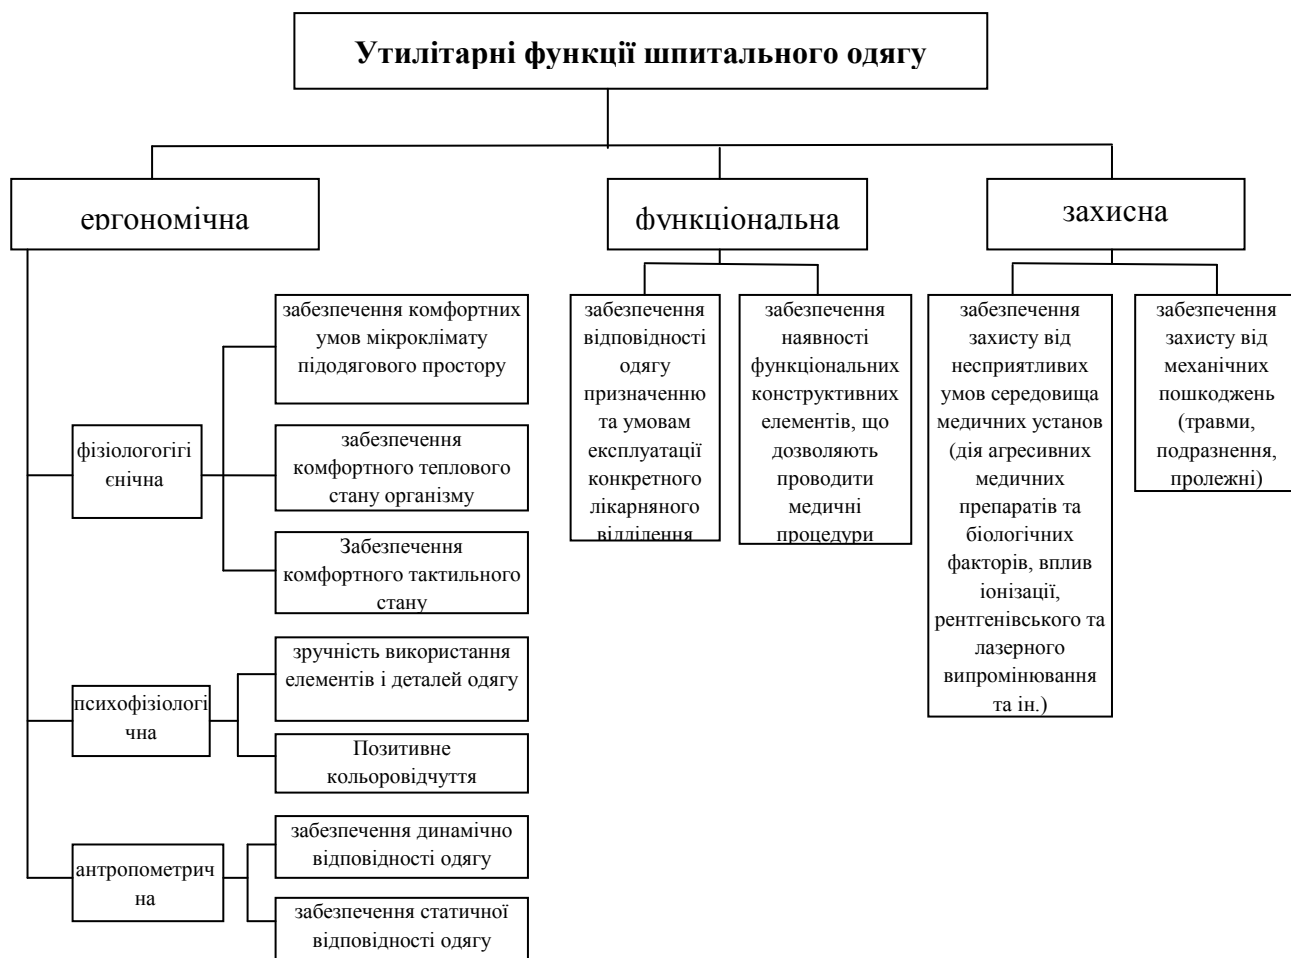 Утилітарні функції шпитального одягу
ергономічна
функціональна
захисна
забезпечення комфортних
умов мікроклімату
підодягового простору
фізіологогігі
єнічна
забезпечення
комфортного теплового
стану організму
Забезпечення
комфортного тактильного
стану
зручність використання
елементів і деталей одягу
психофізіологі
чна
Позитивне
кольоровідчуття
забезпечення динамічно
відповідності одягу
антропометрич
на
забезпечення статичної
відповідності одягу
забезпечення
відповідності
одягу
призначенню
та умовам
експлуатації
конкретного
лікарняного
відділення
забезпечення
наявності
функціональних
конструктивних
елементів, що
дозволяють
проводити
медичні
процедури
забезпечення
захисту від
несприятливих
умов середовища
медичних установ
(дія агресивних
медичних
препаратів та
біологічних
факторів, вплив
іонізації,
рентгенівського та
лазерного
випромінювання
та ін.)
забезпечення
захисту від
механічних
пошкоджень
(травми,
подразнення,
пролежні)